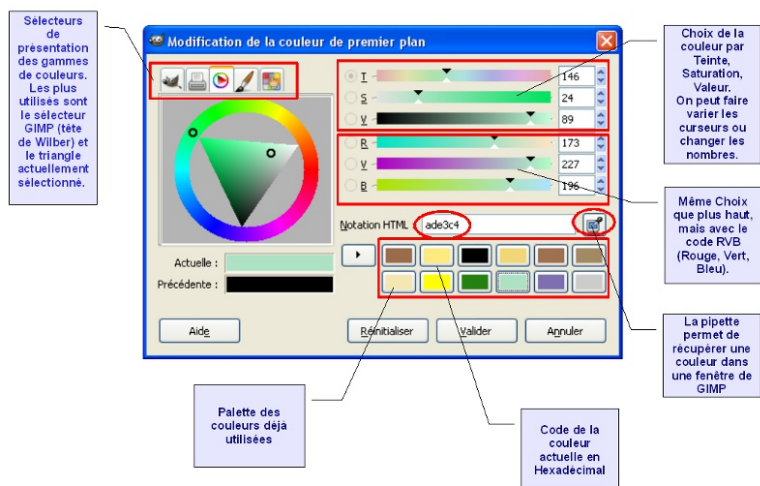 Sélecteurs
de
présentation
des gammes
de couleurs.
Les plus
utilisés sont
le sélecteur
GIMP (tête
de Wilber) et
le triangle
actuellement
sélectionné.
Modification de la couleur de premier plan
T
146
S
24
V
89
R
173
V
227
B
196
Notation HTML :
ade3c4
Actuelle :
Précédente :
Aide
Réinitialiser
Valider
Annuler
Choix de la
couleur par
Teinte,
Saturation,
Valeur.
On peut faire
varier les
curseurs ou
changer les
nombres.
Même Choix
que plus haut,
mais avec le
code RVB
(Rouge, Vert,
Bleu).
La pipette
permet de
récupérer une
couleur dans
une fenêtre de
GIMP
Palette des
couleurs déjà
utilisées
Code de la
couleur
actuelle en
Hexadécimal